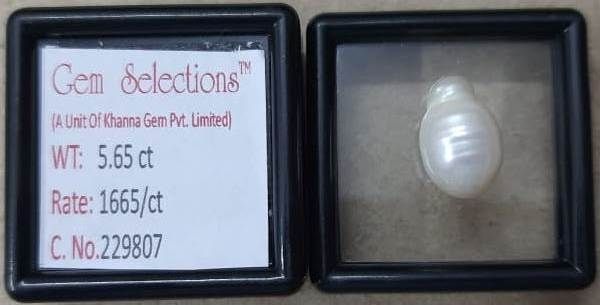 Gem Selections™
(A Unit Of Khanna Gem Pvt. Limited)
WT: 5.65 ct
Rate: 1665/ct
C. No.229807